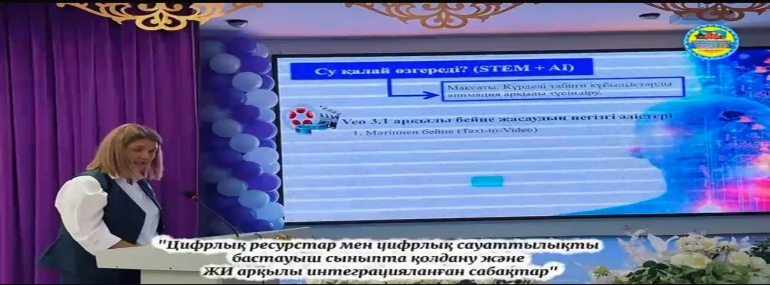 Су қалай өзгереді? (STEM + AI)
Мақсаты: Күрделі табиғи құбылыстарды
анимация арқылы түсіндіру.
Veo 3.1 арқылы бейне жасаудың негізгі әдістері
1. Мәтіннен бейне (Text-to-Video)
"Цифрлық ресурстар мен цифрлық сауаттылықты
бастауыш сыныпта қолдану және
ЖИ арқылы интеграцияланған сабақтар"